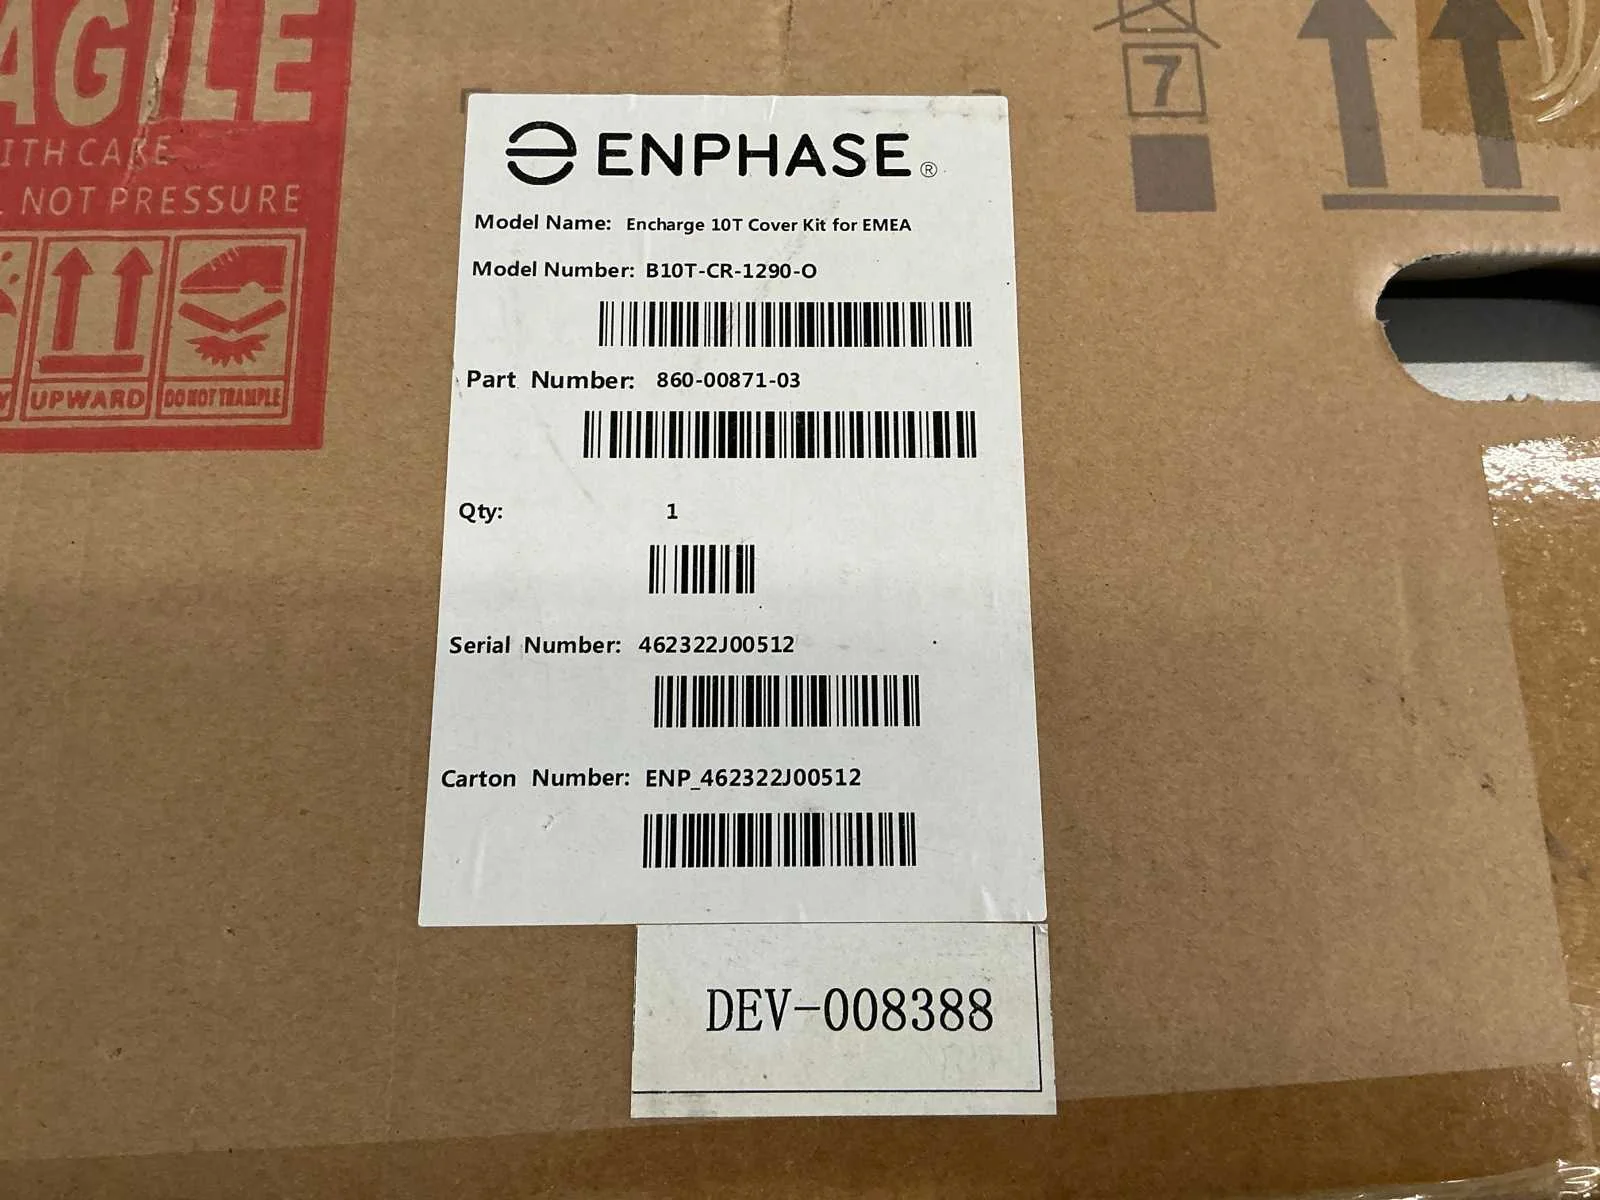 AGILE
ITH CARE
NOT PRESSURE
UPWARD
DO NOT TRAMPLE
7
ENPHASE®
Model Name: Encharge 10T Cover Kit for EMEA
Model Number: B10T-CR-1290-O
Part Number: 860-00871-03
Qty: 1
Serial Number: 462322J00512
Carton Number: ENP_462322J00512
DEV-008388